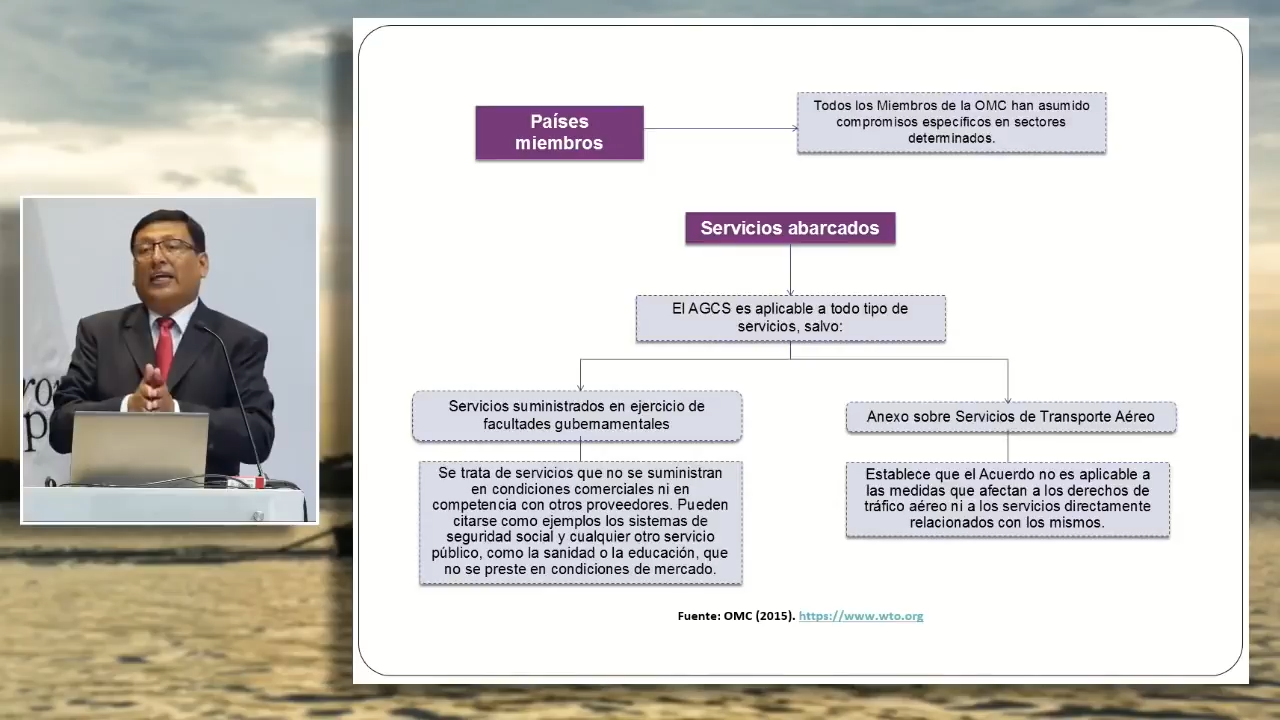 Países
miembros
Todos los Miembros de la OMC han asumido
compromisos específicos en sectores
determinados.
Servicios abarcados
El AGCS es aplicable a todo tipo de
servicios, salvo:
Servicios suministrados en ejercicio de
facultades gubernamentales
Anexo sobre Servicios de Transporte Aéreo
Se trata de servicios que no se suministran
en condiciones comerciales ni en
competencia con otros proveedores. Pueden
citarse como ejemplos los sistemas de
seguridad social y cualquier otro servicio
público, como la sanidad o la educación, que
no se preste en condiciones de mercado.
Establece que el Acuerdo no es aplicable a
las medidas que afectan a los derechos de
tráfico aéreo ni a los servicios directamente
relacionados con los mismos.
Fuente: OMC (2015). https://www.wto.org